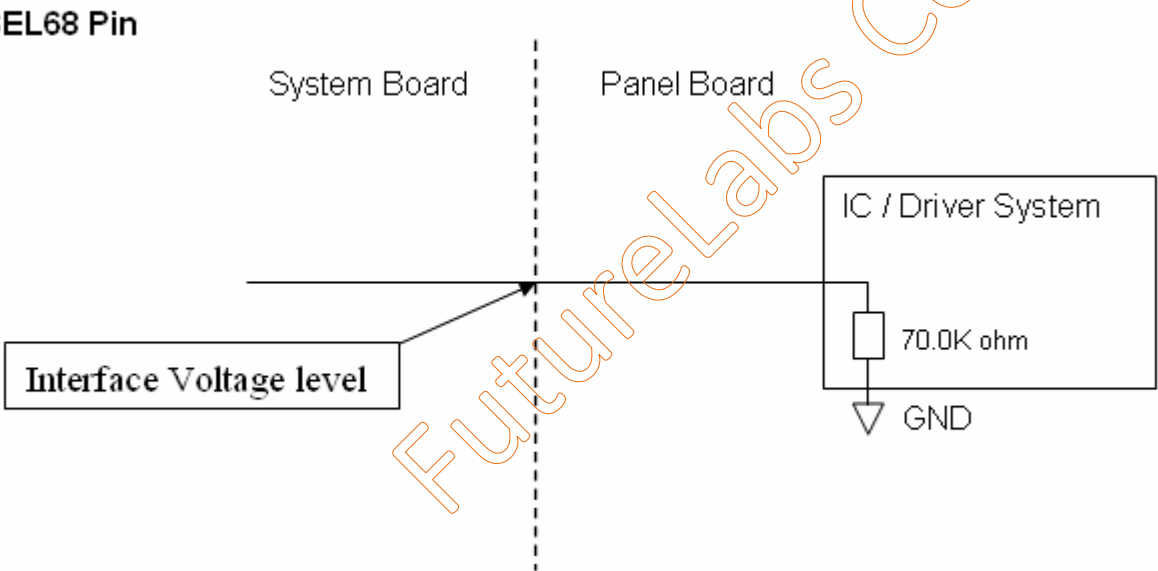 EL68 Pin
System Board
Panel Board
IC / Driver System
70.0K ohm
Interface Voltage level
GND
FutureLabs Co